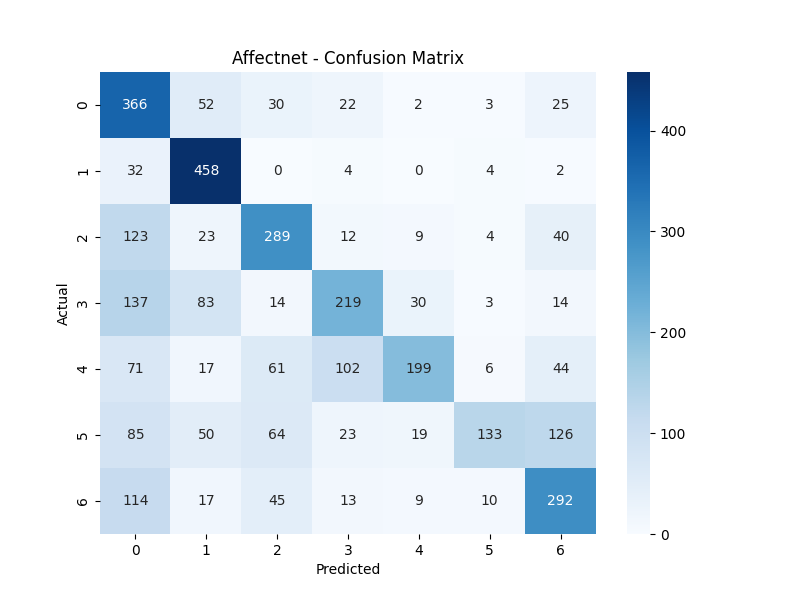 Affectnet - Confusion Matrix
Actual
0 366 52 30 22 2 3 25
1 32 458 0 4 0 4 2
2 123 23 289 12 9 4 40
3 137 83 14 219 30 3 14
4 71 17 61 102 199 6 44
5 85 50 64 23 19 133 126
6 114 17 45 13 9 10 292
0 1 2 3 4 5 6
Predicted
400
300
200
100
0